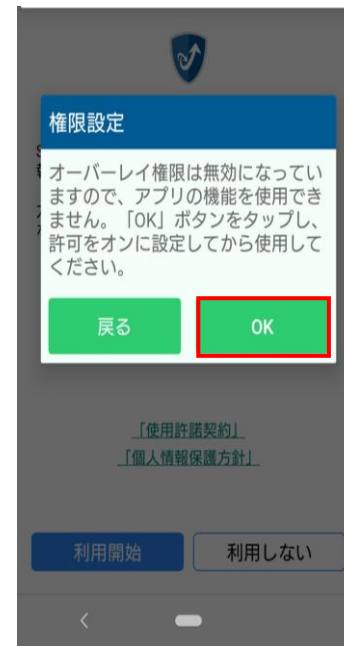 権限設定
オーバーレイ権限は無効になってい
ますので、アプリの機能を使用でき
ません。「OK」ボタンをタップし、
許可をオンに設定してから使用して
ください。
戻る
OK
「使用許諾契約」
「個人情報保護方針」
利用開始
利用しない